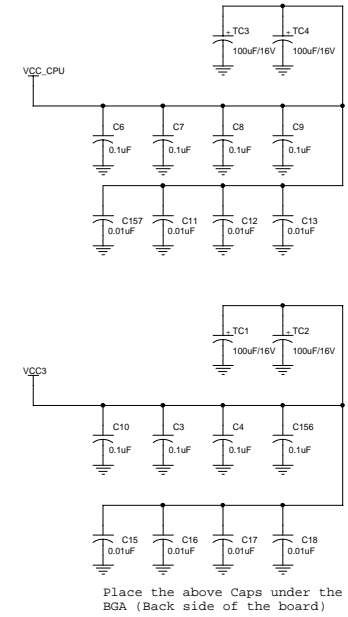 + TC3 + TC4
100uF/16V 100uF/16V
VCC_CPU
C6 C7 C8 C9
0.1uF 0.1uF 0.1uF 0.1uF
C157 C11 C12 C13
0.01uF 0.01uF 0.01uF 0.01uF
+ TC1 + TC2
100uF/16V 100uF/16V
VCC3
C10 C3 C4 C156
0.1uF 0.1uF 0.1uF 0.1uF
C15 C16 C17 C18
0.01uF 0.01uF 0.01uF 0.01uF
Place the above Caps under the
BGA (Back side of the board)